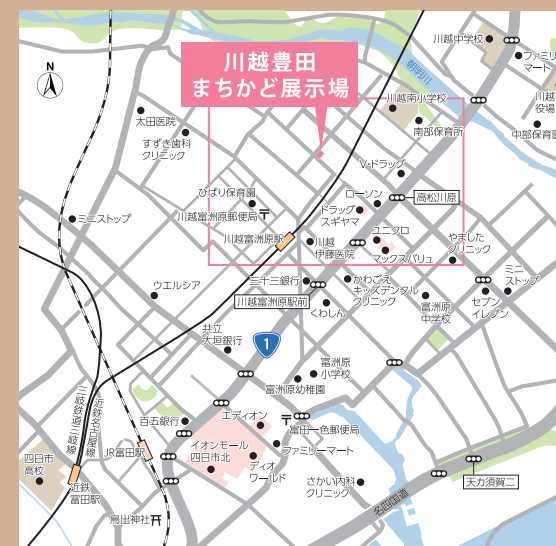 川越豊田
まちかど展示場
N
川越中学校
ファミリー
マート
朝明川
川越
役場
太田医院
川越南小学校
すずき歯科
クリニック
南部保育所
中部保育園
V・ドラッグ
ひばり保育園
ローソン
高松川原
川越富洲原郵便局
ドラッグ
スギヤマ
ミニストップ
川越富洲原駅
川越
伊藤医院
ユニクロ
マックスバリュ
やました
クリニック
三十三銀行
かわごえ
キッズデンタル
クリニック
ミニ
ストップ
ウエルシア
川越富洲原駅前
くわしん
富洲原
中学校
セブン
イレブン
共立
大垣銀行
1
富洲原
小学校
富洲原幼稚園
三岐鉄道三岐線
近鉄名古屋線
百五銀行
エディオン
富田一色郵便局
JR富田駅
イオンモール
四日市北
ファミリーマート
四日市
高校
ディオ
ワールド
近鉄
富田駅
さかい内科
クリニック
天カ須賀二
名四国道
鳥出神社